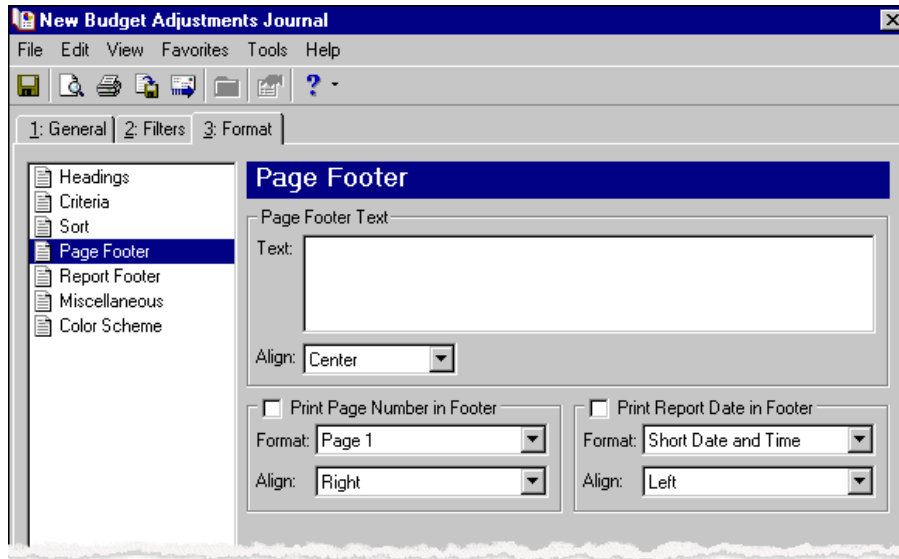 New Budget Adjustments Journal
File Edit View Favorites Tools Help
1: General 2: Filters 3: Format
Headings
Criteria
Sort
Page Footer
Report Footer
Miscellaneous
Color Scheme
Page Footer
Page Footer Text
Text:
Align: Center
Print Page Number in Footer
Format: Page 1
Align: Right
Print Report Date in Footer
Format: Short Date and Time
Align: Left